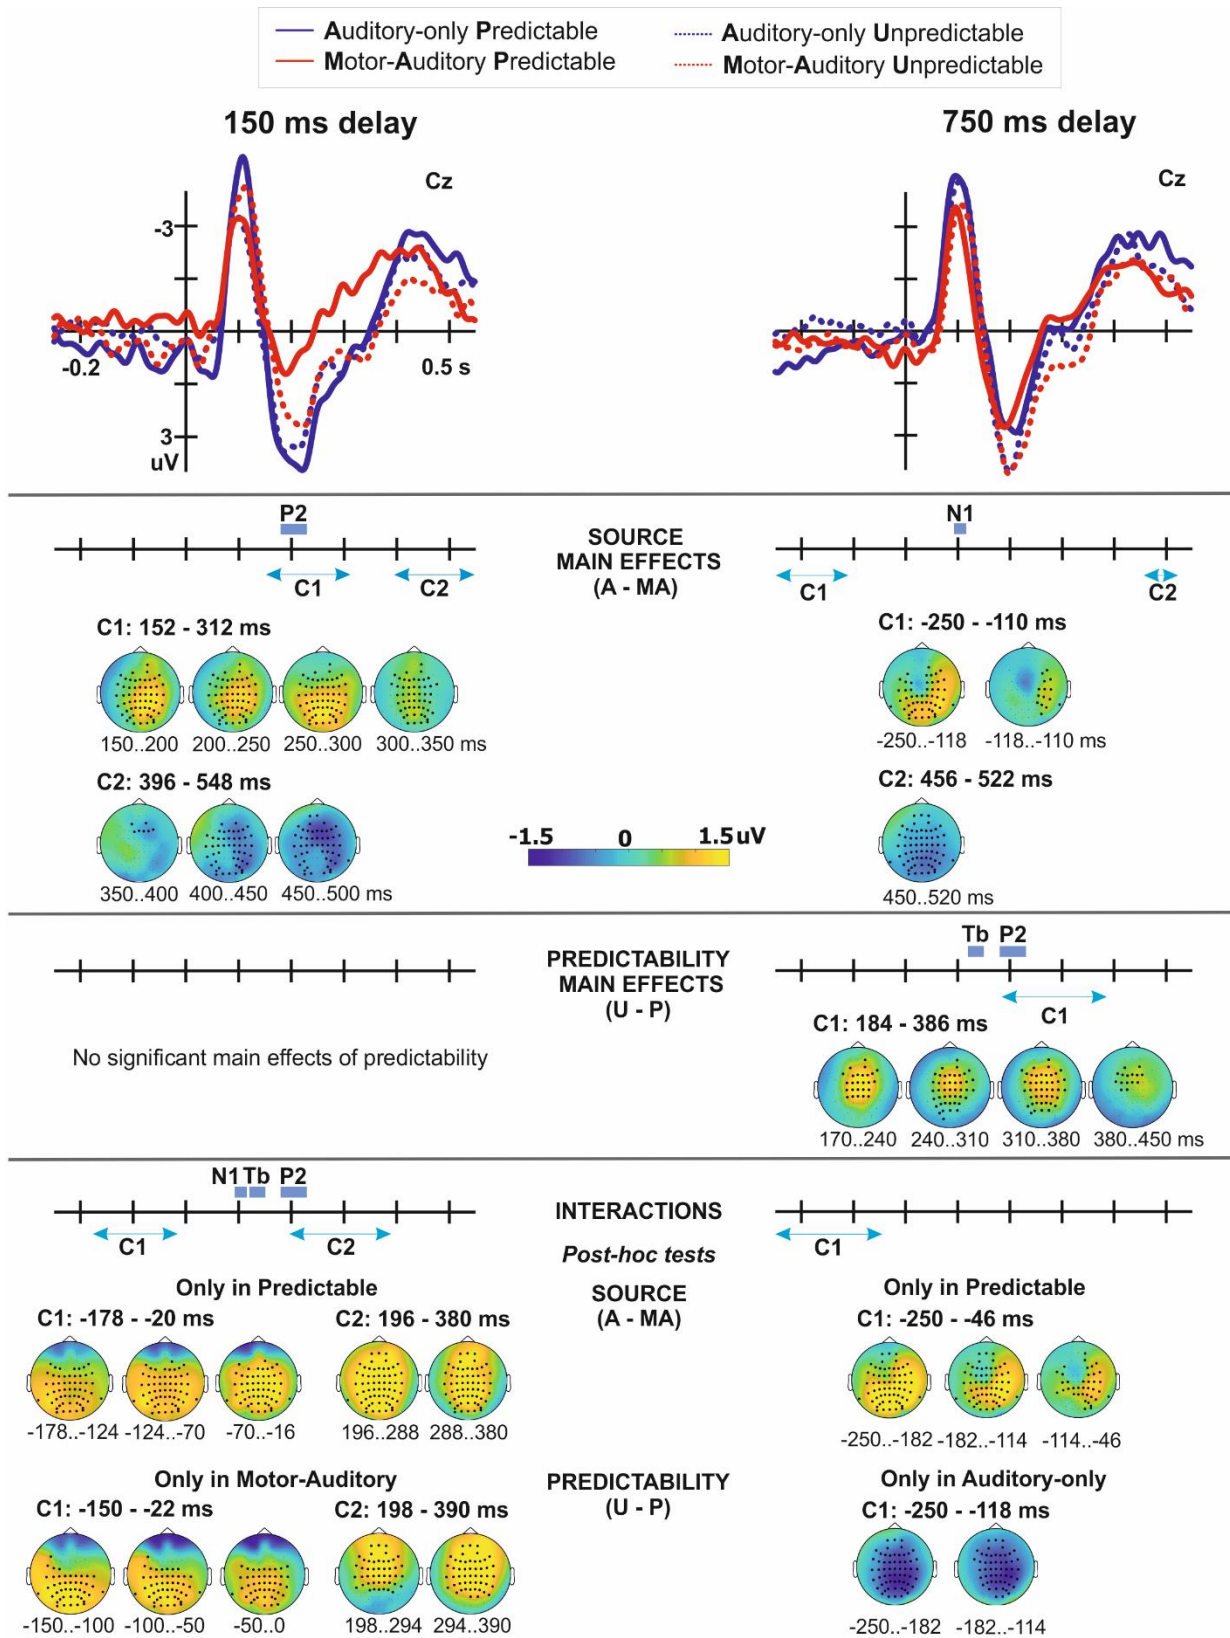 Auditory-only Predictable
Auditory-only Unpredictable
Motor-Auditory Predictable
Motor-Auditory Unpredictable
150 ms delay
750 ms delay
Cz
Cz
-3
-0.2
0.5 s
3
uV
P2
C1
C2
SOURCE
MAIN EFFECTS
(A - MA)
N1
C1
C2
C1: 152 - 312 ms
150..200
200..250
250..300
300..350 ms
C2: 396 - 548 ms
350..400
400..450
450..500 ms
-1.5
0
1.5
uV
C1: -250 - -110 ms
-250..-118
-118..-110 ms
C2: 456 - 522 ms
450..520 ms
PREDICTABILITY
MAIN EFFECTS
(U - P)
No significant main effects of predictability
Tb
P2
C1
C1: 184 - 386 ms
170..240
240..310
310..380
380..450 ms
N1
Tb
P2
C1
C2
INTERACTIONS
Post-hoc tests
C1
SOURCE
(A - MA)
Only in Predictable
C1: -178 - -20 ms
C2: 196 - 380 ms
-178..-124
-124..-70
-70..-16
196..288
288..380
Only in Predictable
C1: -250 - -46 ms
-250..-182
-182..-114
-114..-46
PREDICTABILITY
(U - P)
Only in Motor-Auditory
C1: -150 - -22 ms
C2: 198 - 390 ms
-150..-100
-100..-50
-50..0
198..294
294..390
Only in Auditory-only
C1: -250 - -118 ms
-250..-182
-182..-114